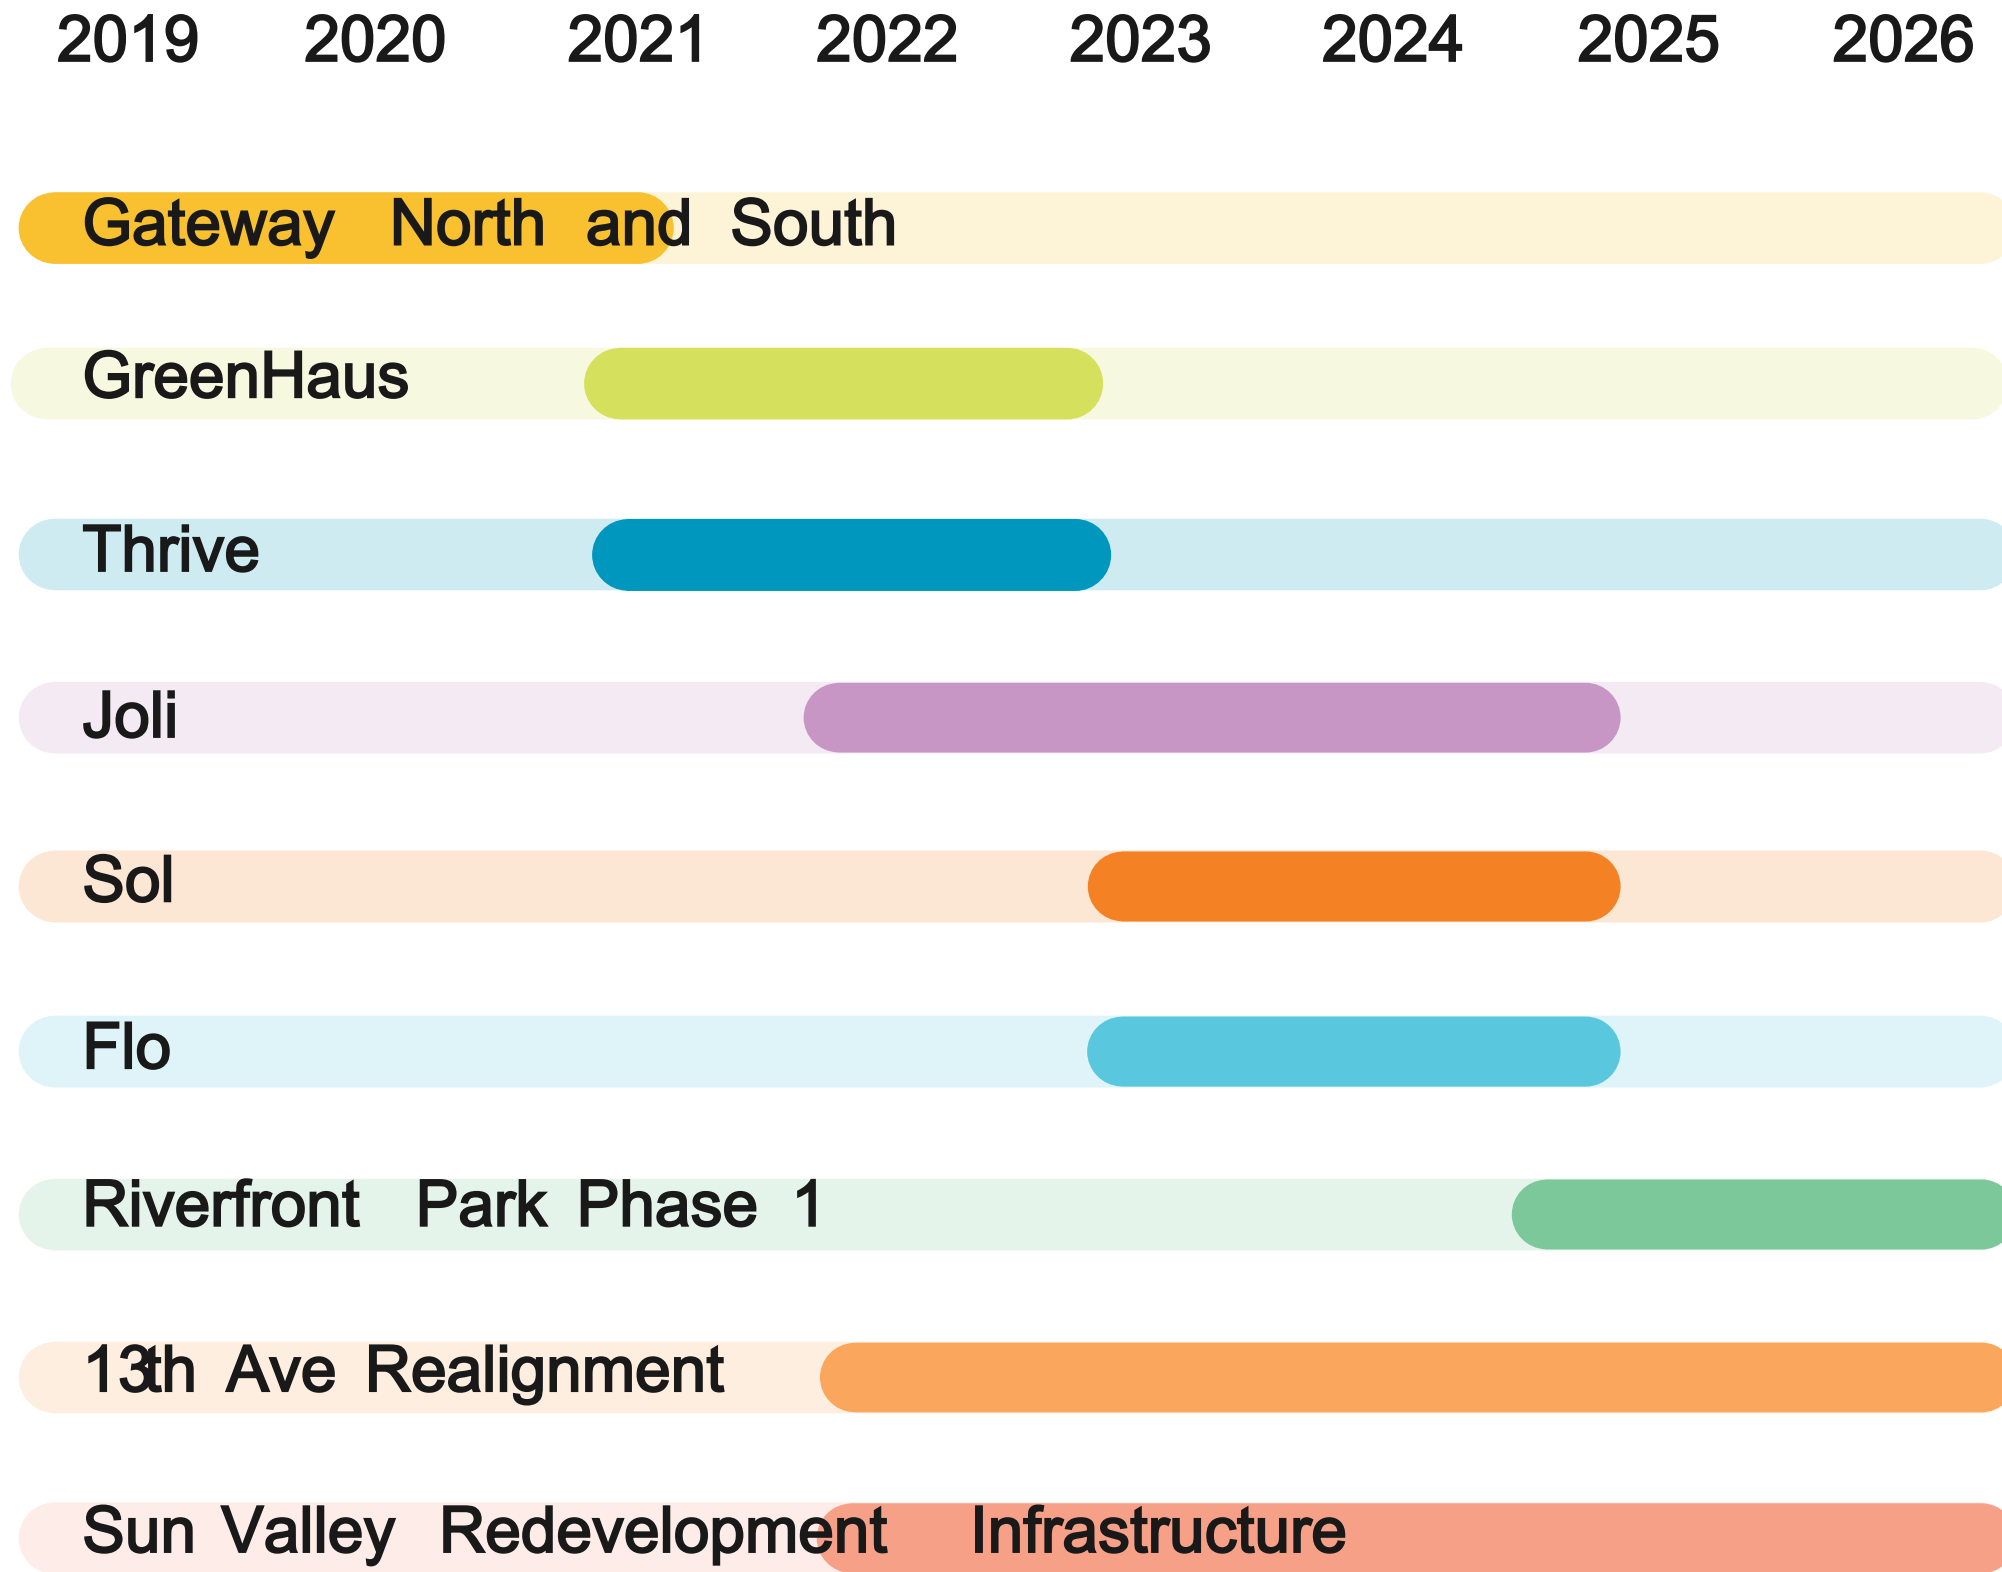 2019 2020 2021 2022 2023 2024 2025 2026
Gateway North and South
GreenHaus
Thrive
Joli
Sol
Flo
Riverfront Park Phase 1
13th Ave Realignment
Sun Valley Redevelopment Infrastructure